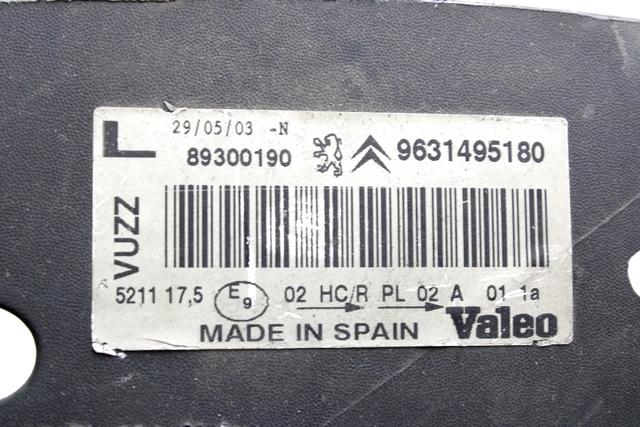 L
29/05/03 -N
89300190 9631495180
VUZZ
5211 17,5 E9 02 HC/R PL 02 A 01 1a
MADE IN SPAIN Valeo